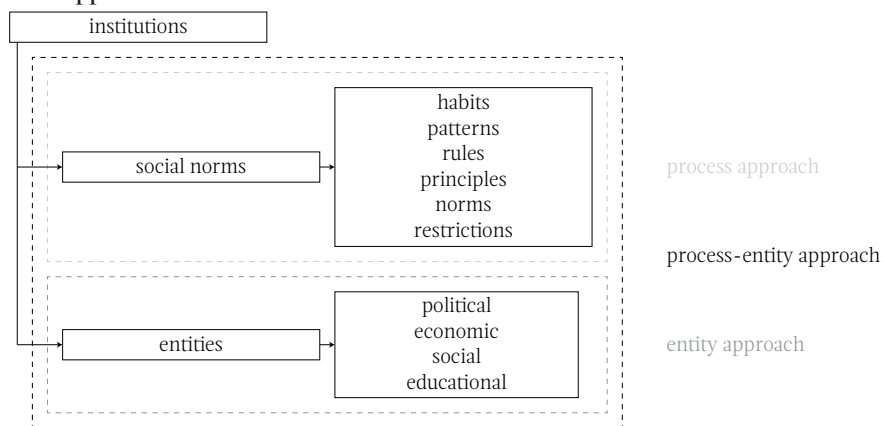 institutions
social norms
habits
patterns
rules
principles
norms
restrictions
process approach
process-entity approach
entities
political
economic
social
educational
entity approach